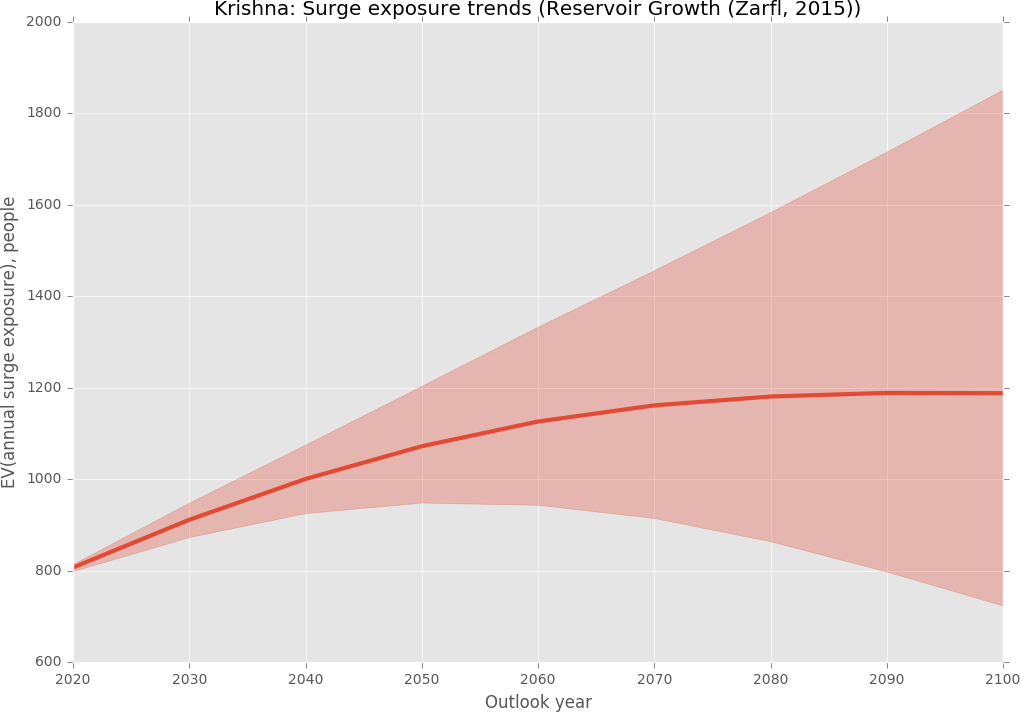 Krishna: Surge exposure trends (Reservoir Growth (Zarfl, 2015))
EV(annual surge exposure), people
2000
1800
1600
1400
1200
1000
800
600
2020 2030 2040 2050 2060 2070 2080 2090 2100
Outlook year